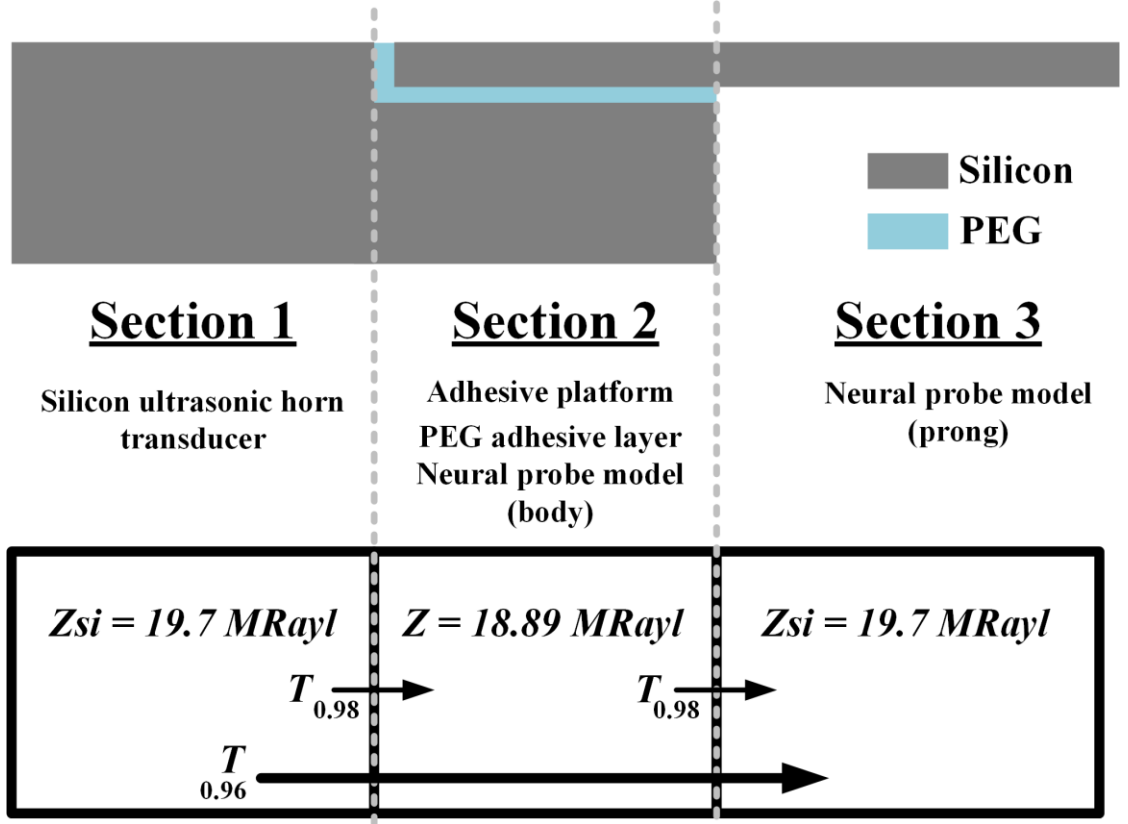 Silicon
PEG
Section 1
Section 2
Section 3
Silicon ultrasonic horn
transducer
Adhesive platform
PEG adhesive layer
Neural probe model
(body)
Neural probe model
(prong)
Zsi = 19.7 MRayl
Z = 18.89 MRayl
Zsi = 19.7 MRayl
T 0.98
T 0.98
T 0.96